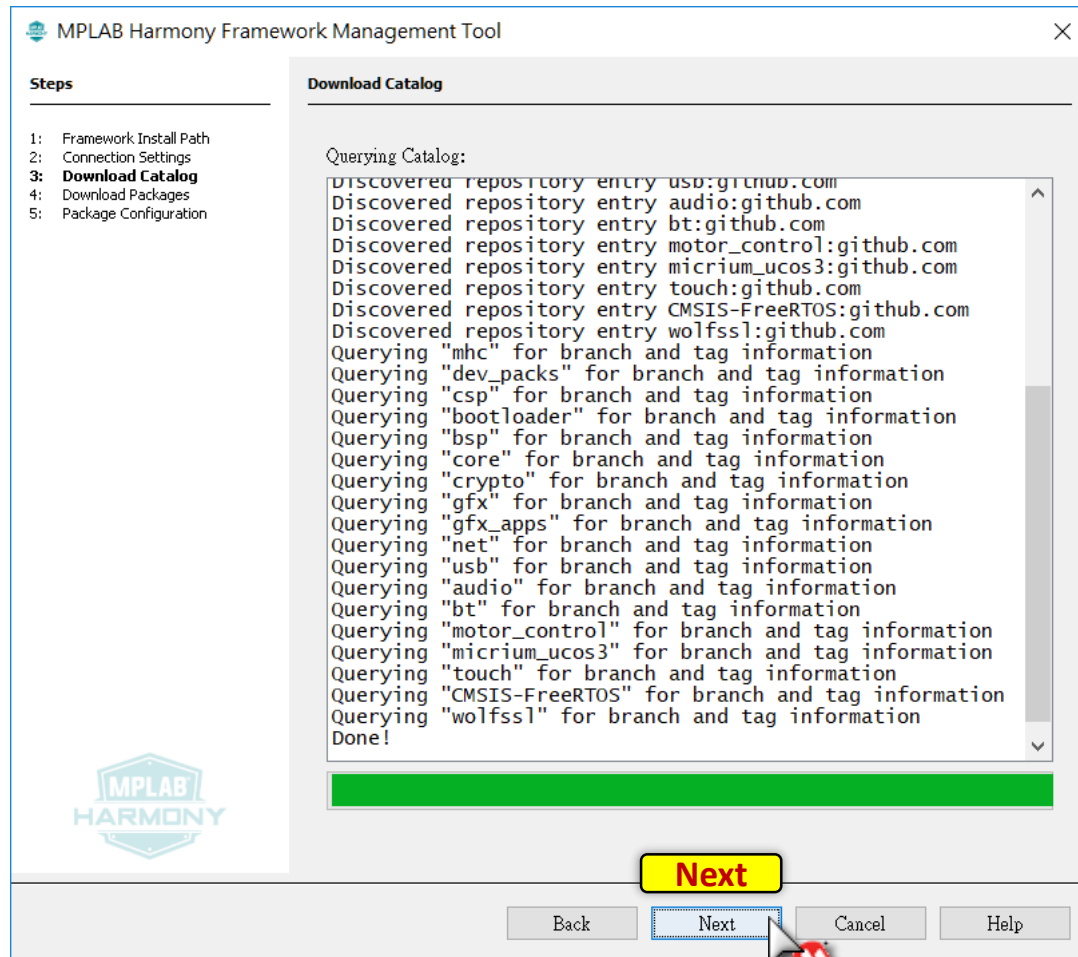 MPLAB Harmony Framework Management Tool
Steps
1: Framework Install Path
2: Connection Settings
3: Download Catalog
4: Download Packages
5: Package Configuration
MPLAB
HARMONY
Download Catalog
Querying Catalog:
Discovered repository entry usb:github.com
Discovered repository entry audio:github.com
Discovered repository entry bt:github.com
Discovered repository entry motor_control:github.com
Discovered repository entry micrium_ucos3:github.com
Discovered repository entry touch:github.com
Discovered repository entry CMSIS-FreeRTOS:github.com
Discovered repository entry wolfssl:github.com
Querying "mhc" for branch and tag information
Querying "dev_packs" for branch and tag information
Querying "csp" for branch and tag information
Querying "bootloader" for branch and tag information
Querying "bsp" for branch and tag information
Querying "core" for branch and tag information
Querying "crypto" for branch and tag information
Querying "gfx" for branch and tag information
Querying "gfx_apps" for branch and tag information
Querying "net" for branch and tag information
Querying "usb" for branch and tag information
Querying "audio" for branch and tag information
Querying "bt" for branch and tag information
Querying "motor_control" for branch and tag information
Querying "micrium_ucos3" for branch and tag information
Querying "touch" for branch and tag information
Querying "CMSIS-FreeRTOS" for branch and tag information
Querying "wolfssl" for branch and tag information
Done!
Next
Back
Next
Cancel
Help